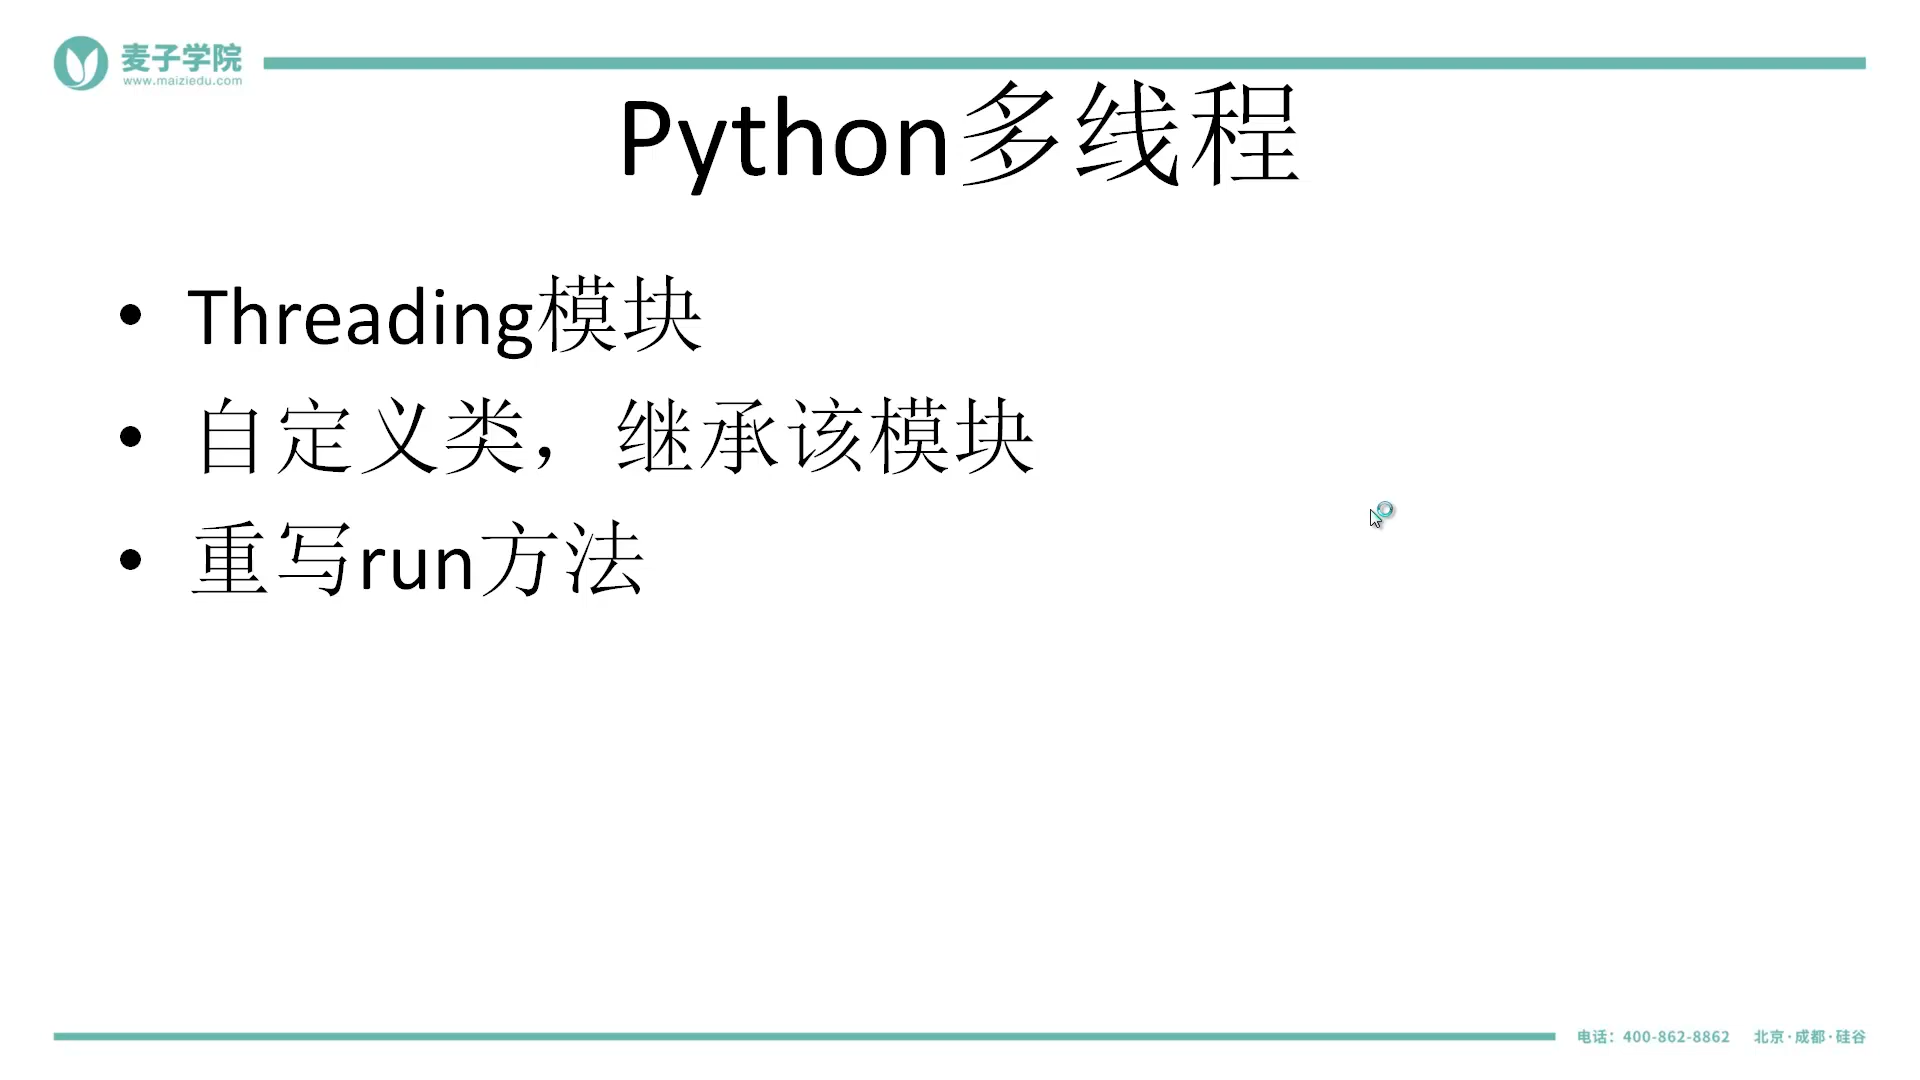 麦子学院
www.maiziedu.com
Python多线程
• Threading模块
• 自定义类，继承该模块
• 重写run方法
电话：400-862-8862 北京·成都·硅谷